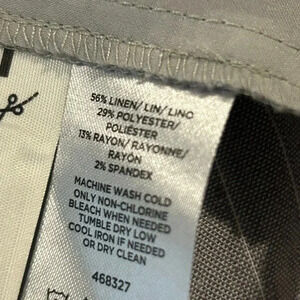 56% LINEN/ LIN/ LINO
29% POLYESTER/
POLIÉSTER
13% RAYON/ RAYONNE/
RAYÓN
2% SPANDEX
MACHINE WASH COLD
ONLY NON-CHLORINE
BLEACH WHEN NEEDED
TUMBLE DRY LOW
COOL IRON IF NEEDED
OR DRY CLEAN
468327